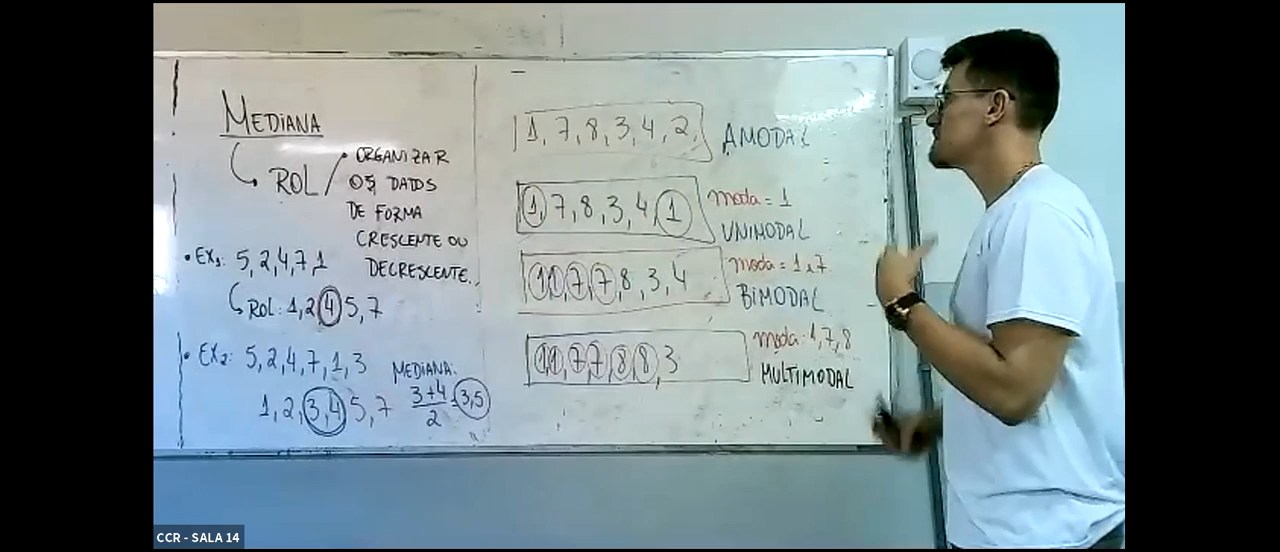 MEDIANA
ROL
• ORGANIZAR
OS DADOS
DE FORMA
CRESCENTE OU
DECRESCENTE.
• EX1: 5, 2, 4, 7, 1
ROL: 1, 2, 4, 5, 7
• EX2: 5, 2, 4, 7, 1, 3
1, 2, 3, 4, 5, 7
MEDIANA:
3+4
2
3,5
1, 7, 8, 3, 4, 2,
AMODAL
1, 7, 8, 3, 4, 1
moda = 1
UNIMODAL
1, 1, 7, 7, 8, 3, 4
moda = 1 e 7
BIMODAL
1, 1, 7, 7, 8, 8, 3
moda: 1, 7, 8
MULTIMODAL
CCR - SALA 14